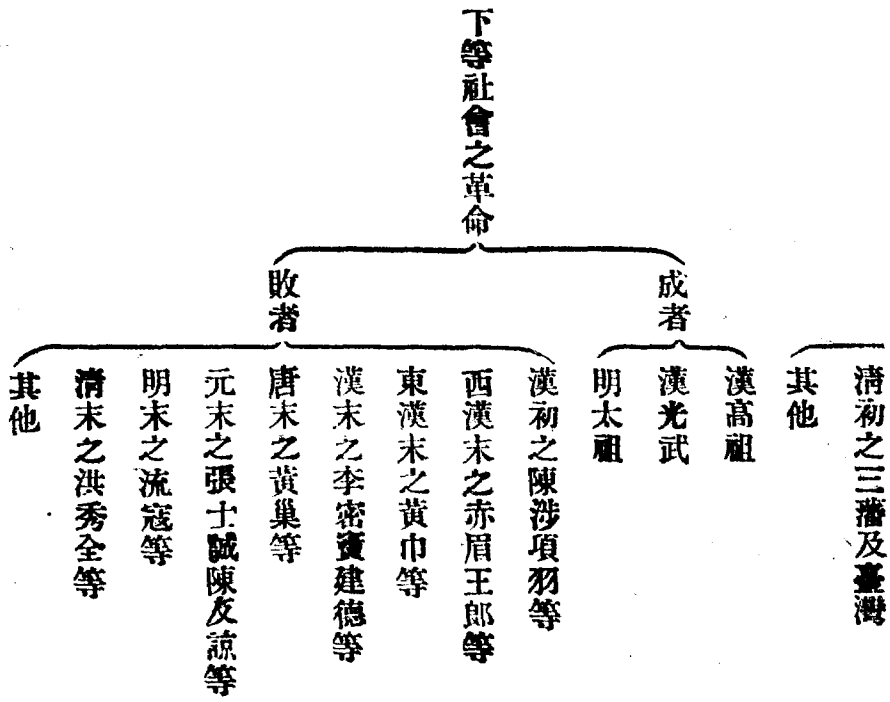 清初之三藩及臺灣
其他
下等社會之革命
成者
漢高祖
漢光武
明太祖
敗者
漢初之陳涉項羽等
西漢末之赤眉王郎等
東漢末之黃巾等
漢末之李密竇建德等
唐末之黃巢等
元末之張士誠陳友諒等
明末之流寇等
清末之洪秀全等
其他